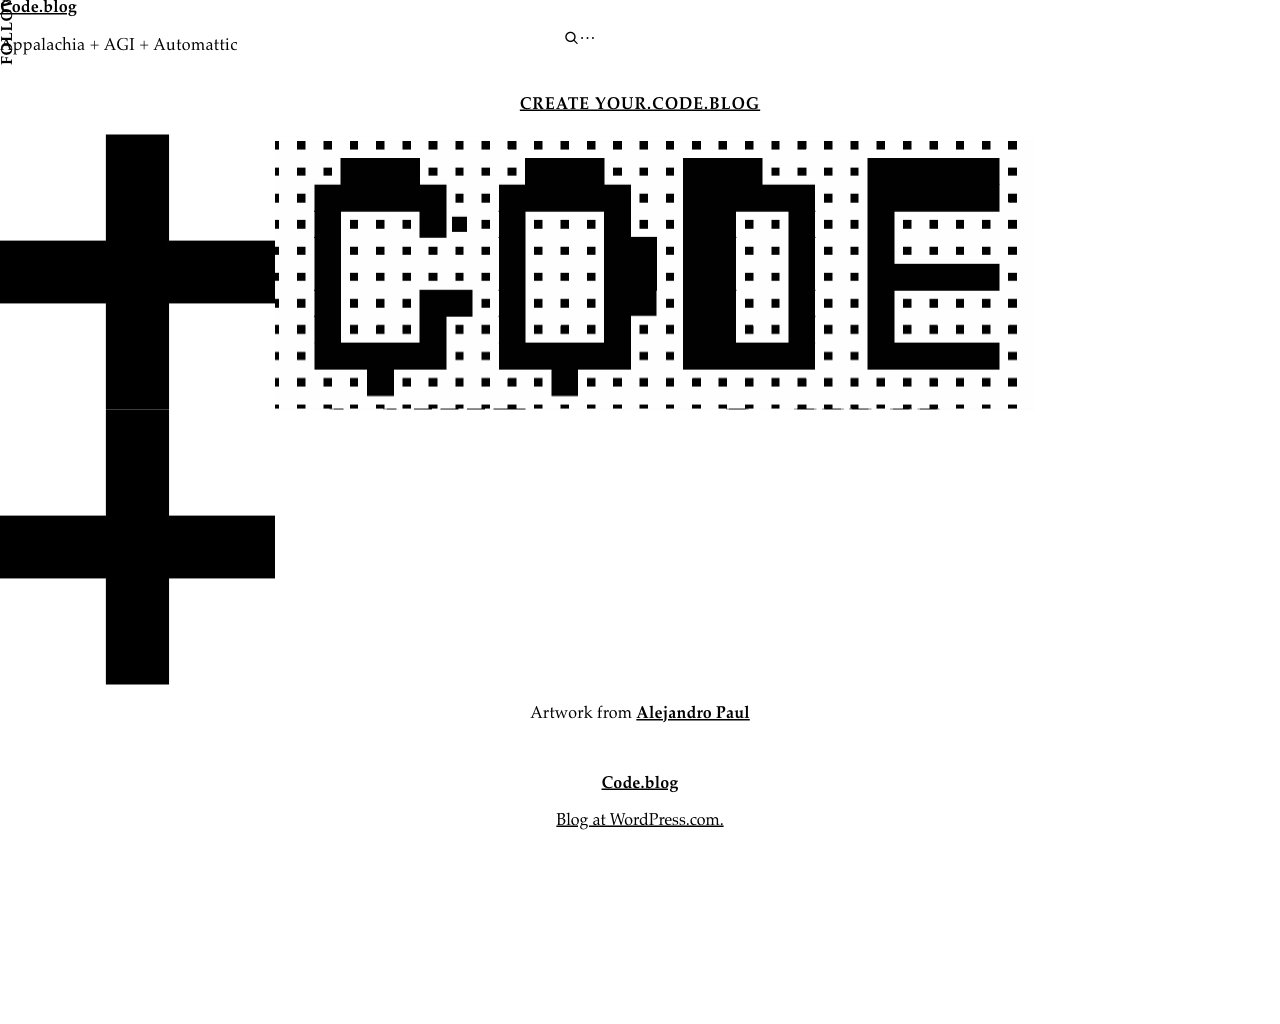 Code.blog
Appalachia + AGI + Automattic
...
CREATE YOUR.CODE.BLOG
CODE
Artwork from Alejandro Paul
Code.blog
Blog at WordPress.com.